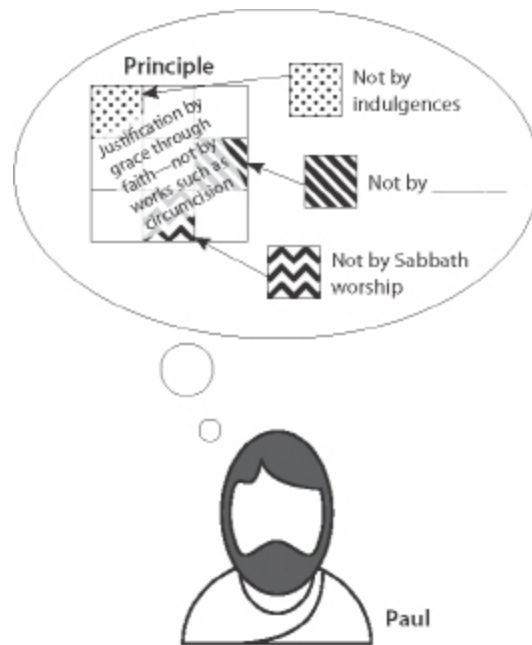 Principle
Justification by
grace through
faith—not by
works such as
circumcision
Not by
indulgences
Not by ______
Not by Sabbath
worship
Paul